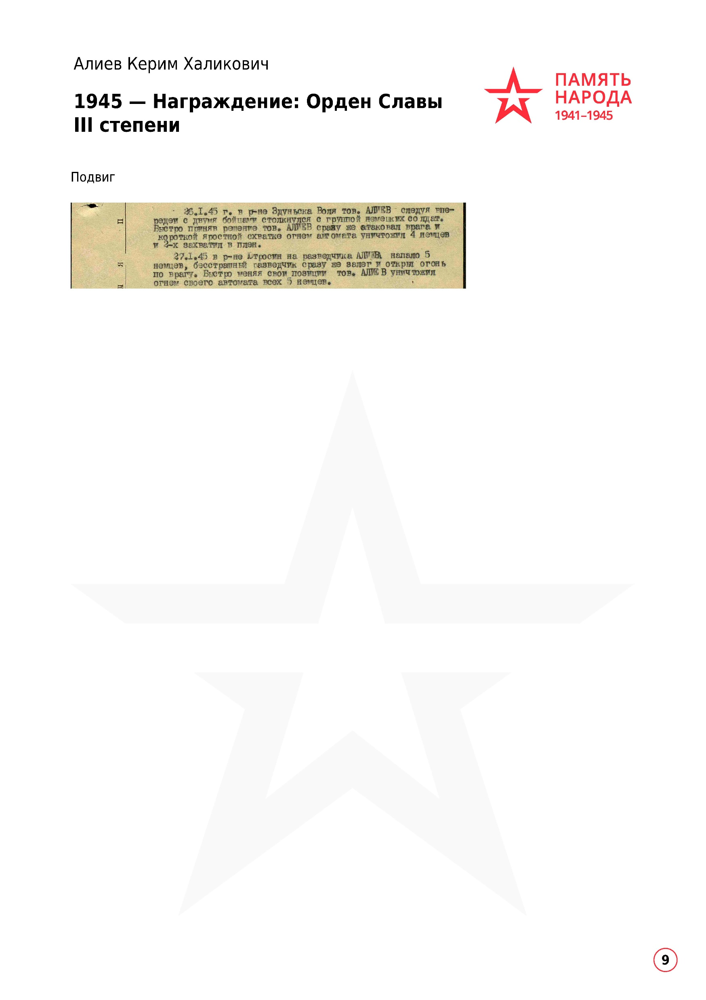 Алиев Керим Халикович
1945 — Награждение: Орден Славы
III степени
ПАМЯТЬ
НАРОДА
1941–1945
Подвиг
26.I.45 г. в р-не Здуньска Воля тов. АЛИЕВ следуя впе-
редеи с двумя бойцами столкнулся с группой немецких солдат.
Быстро приняв решение тов. АЛИЕВ сразу же атаковал врага и
короткой яростной схватке огнем автомата уничтожил 4 немцев
и 2-х захватил в плен.
27.I.45 в р-не Ютросин на разведчика АЛИЕВА напало 5
немцев, бесстрашный разведчик сразу же залег и открыл огонь
по врагу. Быстро меняя свои позиции тов. АЛИЕВ уничтожил
огнем своего автомата всех 5 немцев.
П
Я
9